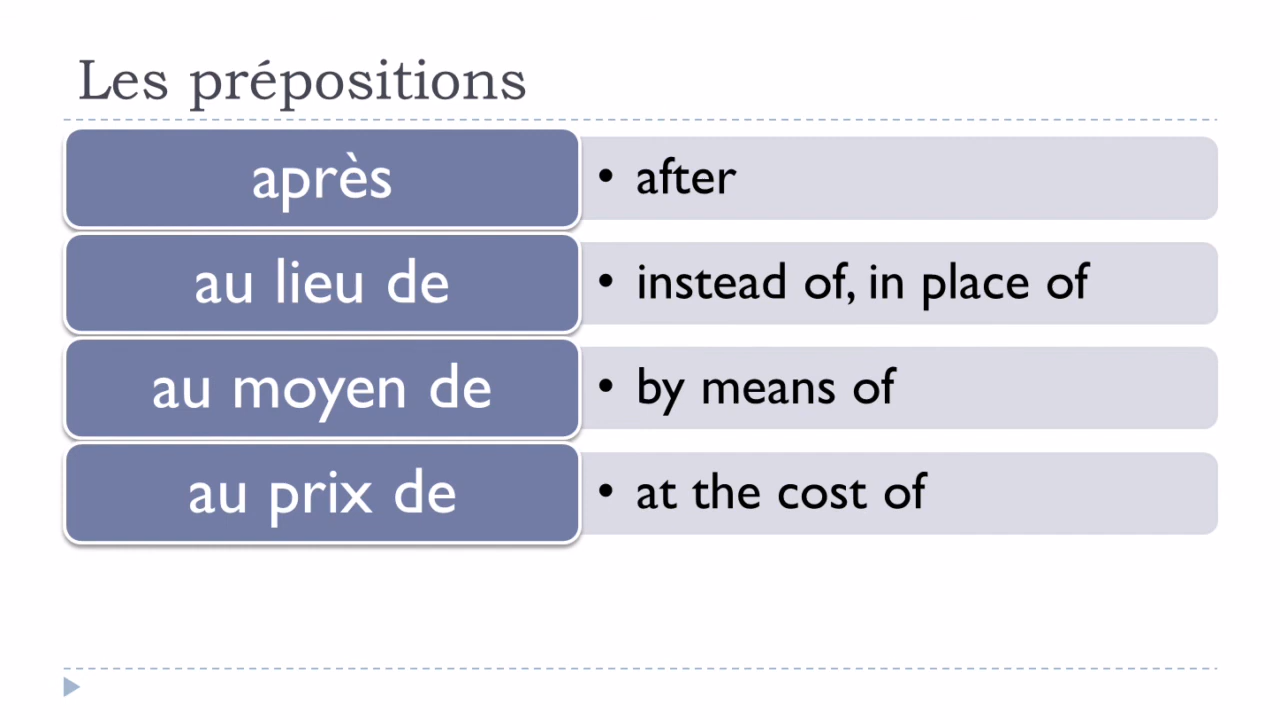 Les prépositions
après
• after
au lieu de
• instead of, in place of
au moyen de
• by means of
au prix de
• at the cost of